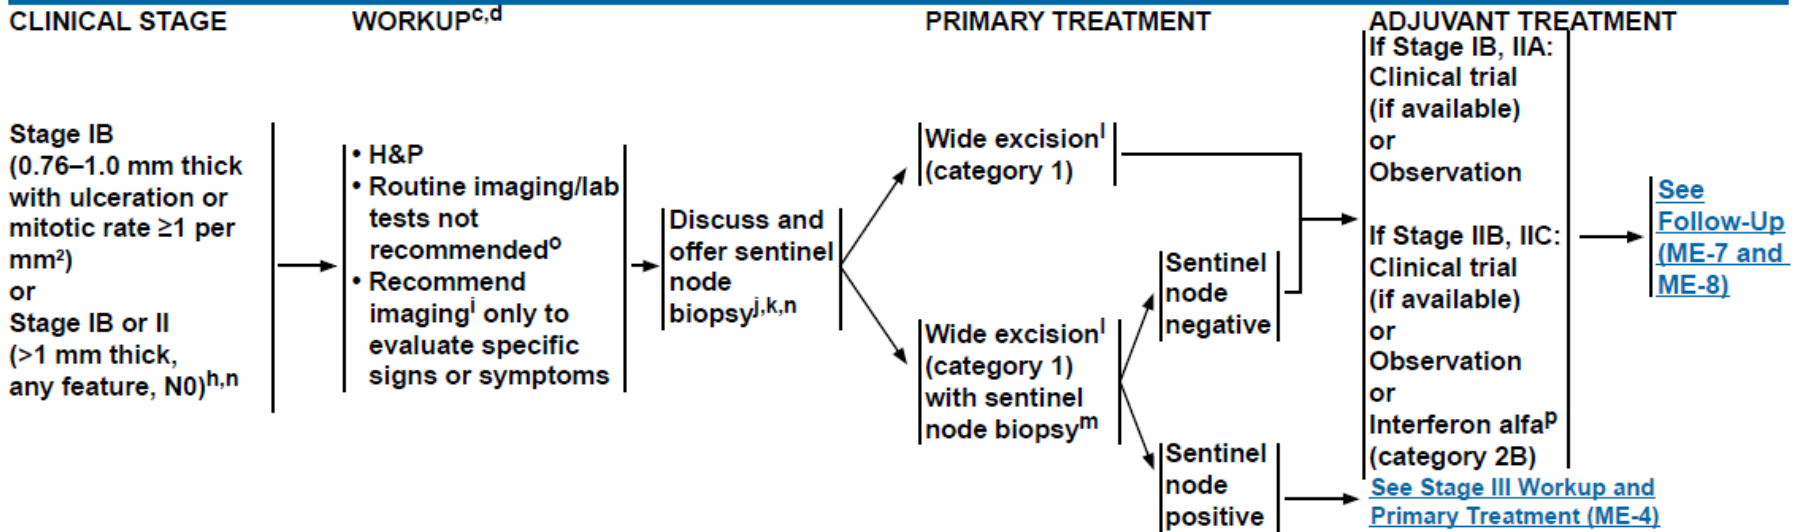 CLINICAL STAGE
WORKUPc,d
PRIMARY TREATMENT
ADJUVANT TREATMENT
Stage IB
(0.76–1.0 mm thick
with ulceration or
mitotic rate ≥1 per
mm²)
or
Stage IB or II
(>1 mm thick,
any feature, N0)h,n
• H&P
• Routine imaging/lab
tests not
recommendedo
• Recommend
imagingi only to
evaluate specific
signs or symptoms
Discuss and
offer sentinel
node
biopsyj,k,n
Wide excisionl
(category 1)
Wide excisionl
(category 1)
with sentinel
node biopsym
Sentinel
node
negative
Sentinel
node
positive
If Stage IB, IIA:
Clinical trial
(if available)
or
Observation
If Stage IIB, IIC:
Clinical trial
(if available)
or
Observation
or
Interferon alfap
(category 2B)
See Stage III Workup and
Primary Treatment (ME-4)
See
Follow-Up
(ME-7 and
ME-8)